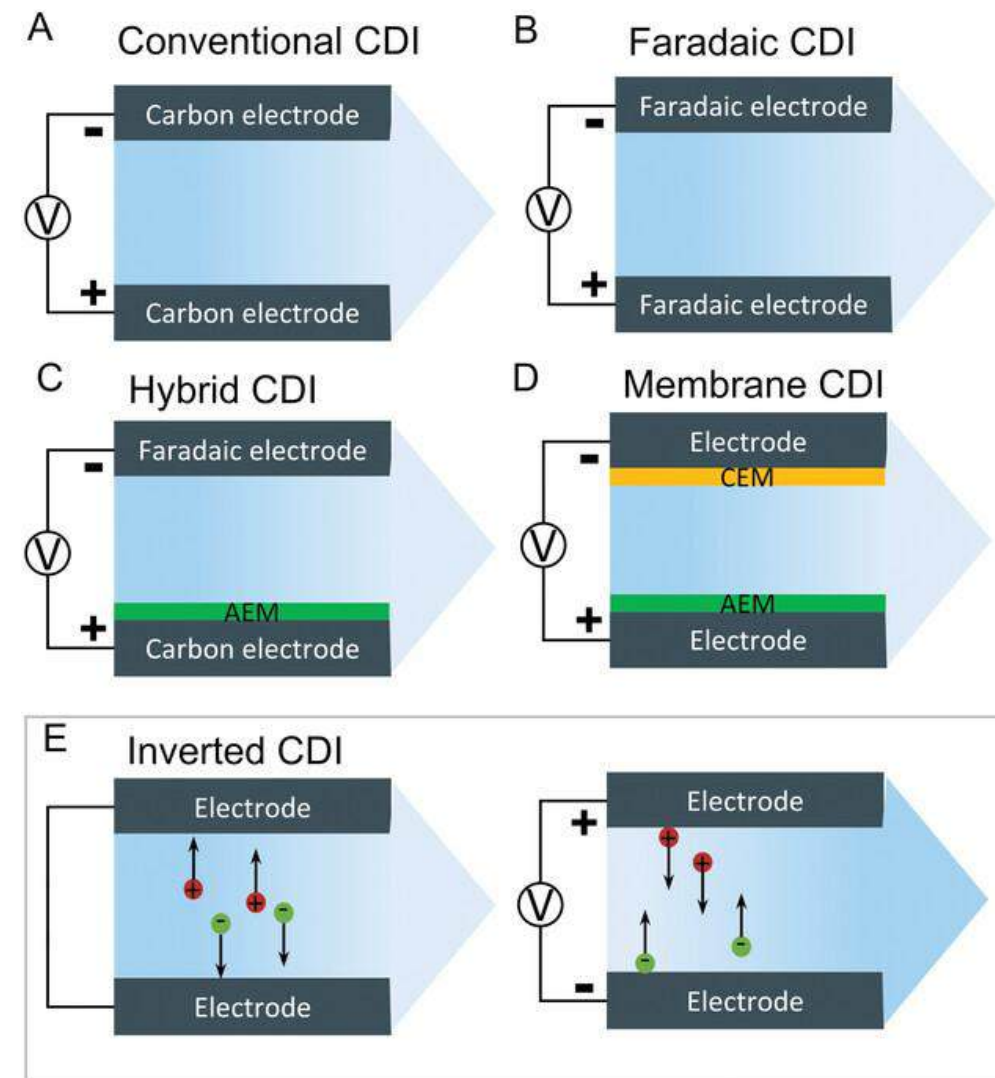 A
Conventional CDI
Carbon electrode
-
V
+
Carbon electrode
B
Faradaic CDI
Faradaic electrode
-
V
+
Faradaic electrode
C
Hybrid CDI
Faradaic electrode
-
V
AEM
+
Carbon electrode
D
Membrane CDI
Electrode
-
CEM
V
AEM
+
Electrode
E
Inverted CDI
Electrode
+
+
-
-
Electrode
Electrode
+
+
+
V
-
-
-
Electrode